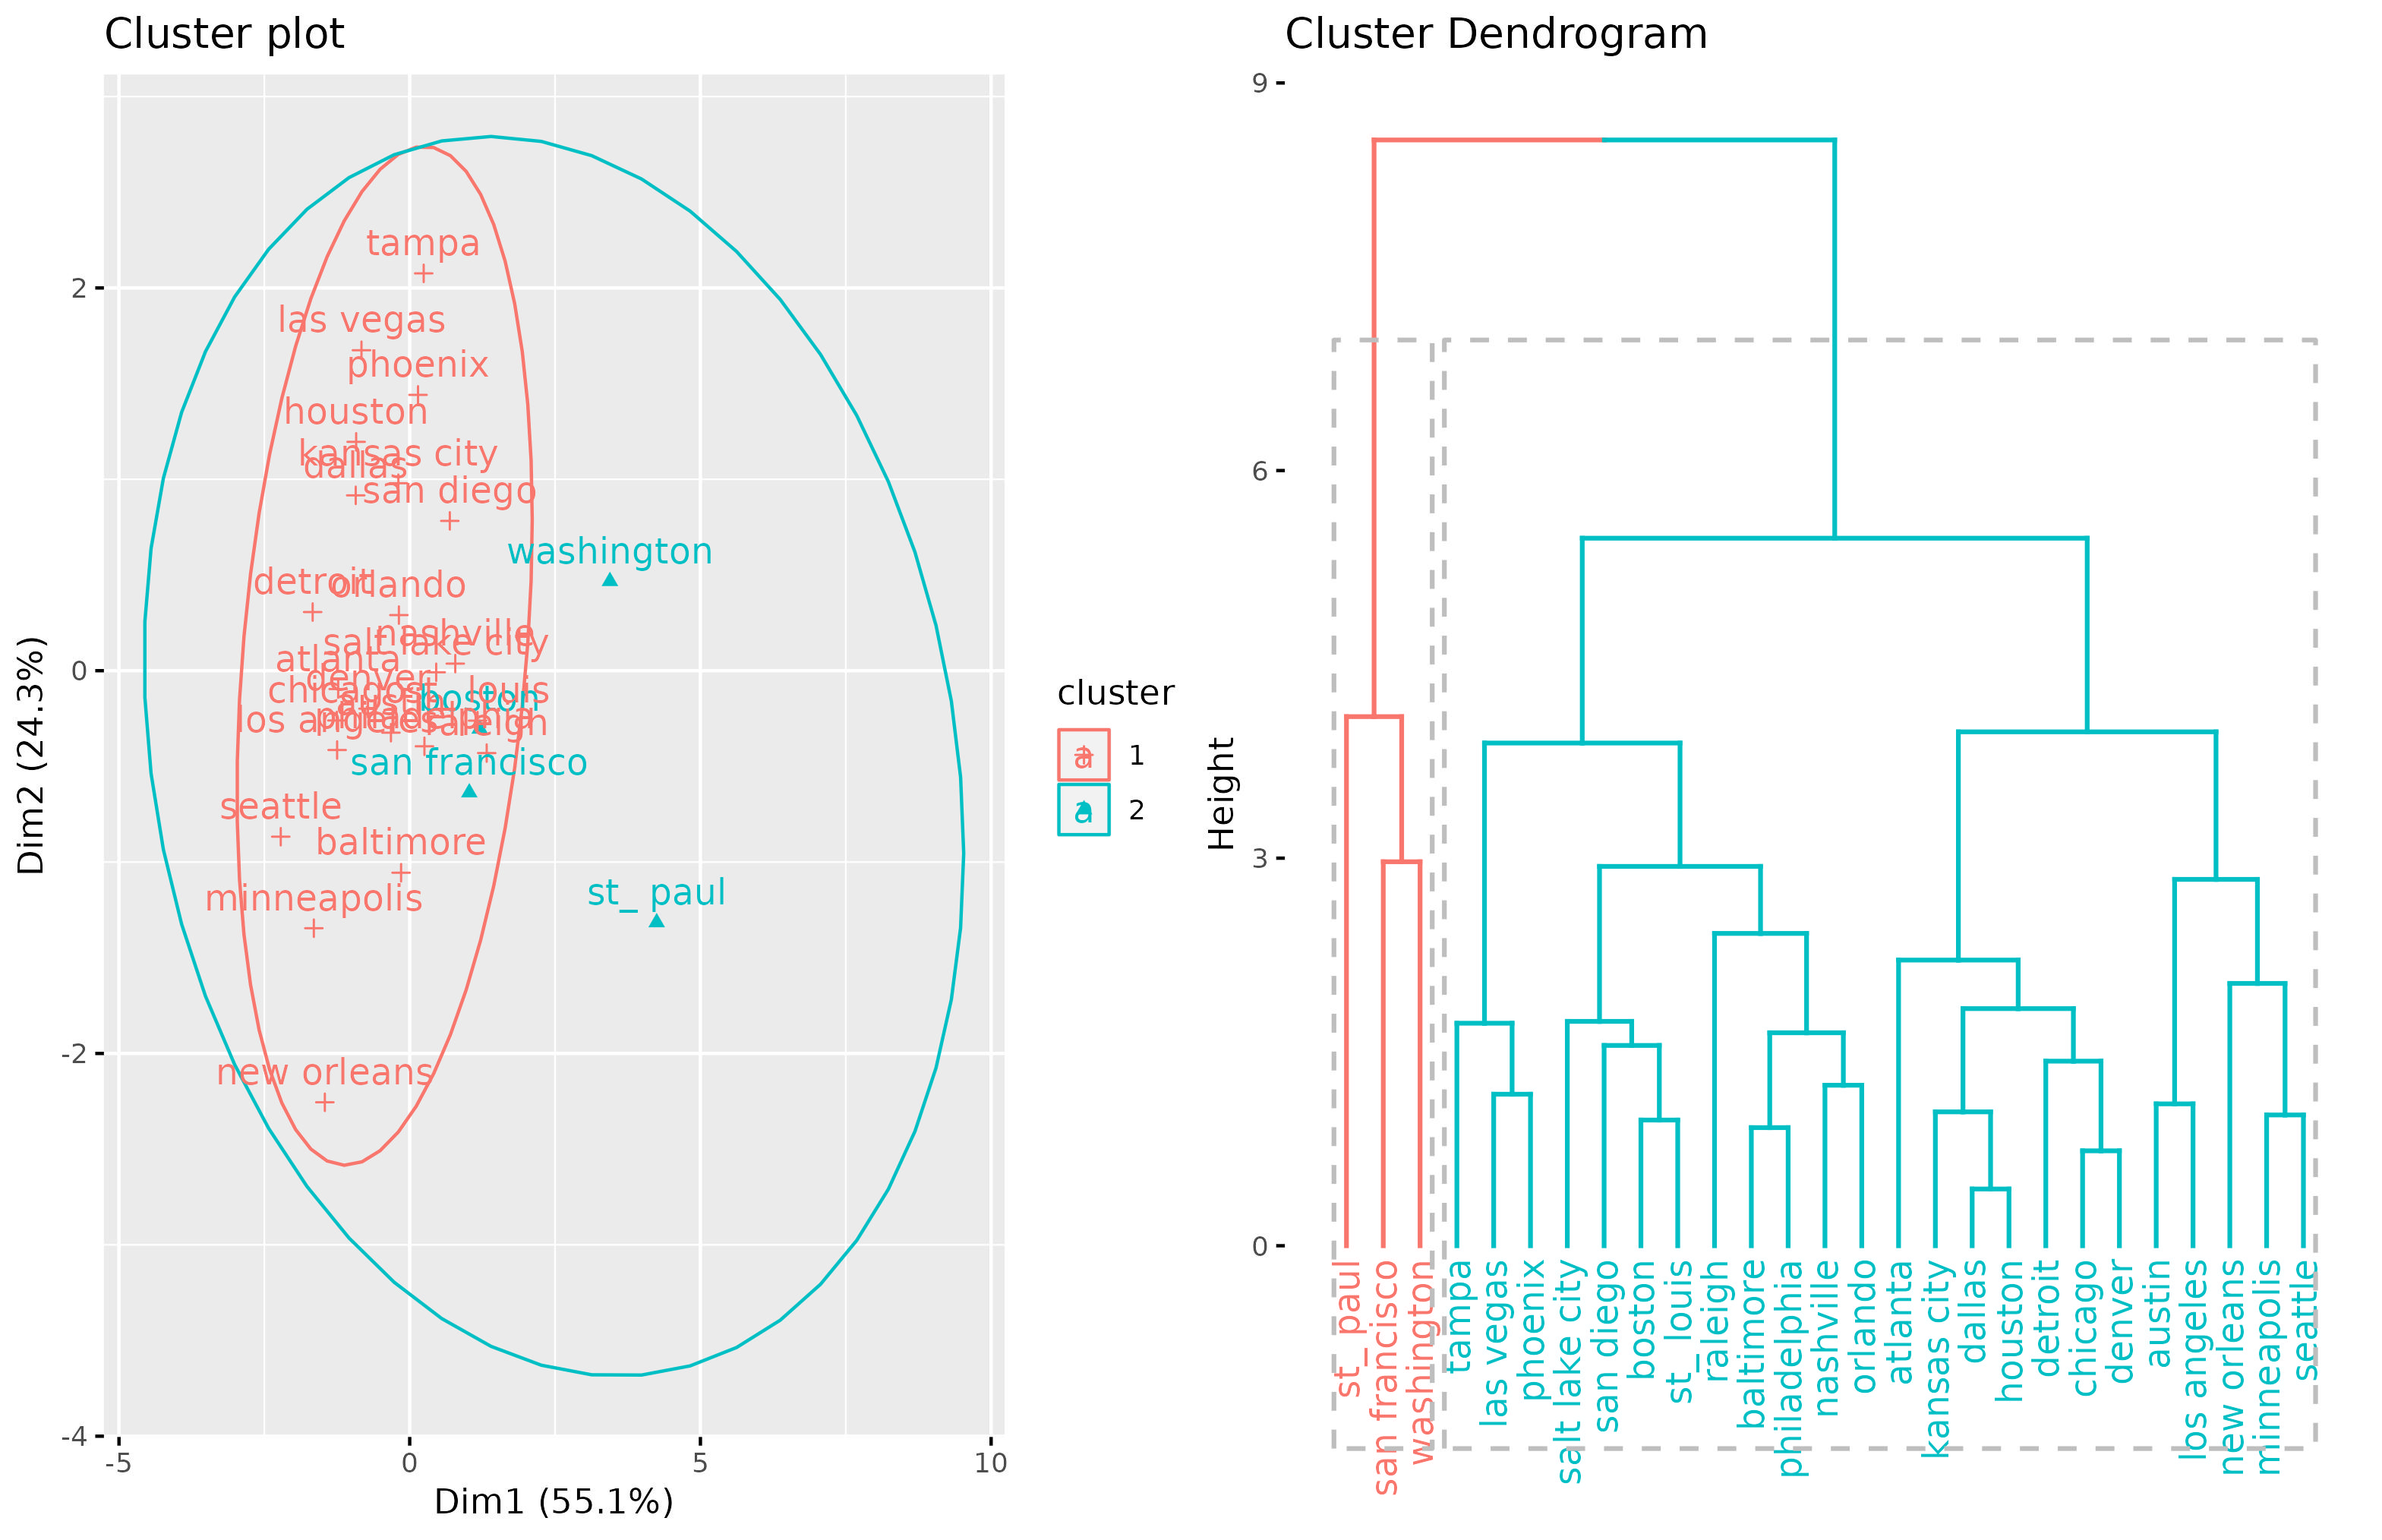 Cluster plot
2
0
-2
-4
-5
0
5
10
Dim1 (55.1%)
Dim2 (24.3%)
tampa
las vegas
phoenix
houston
kansas city
dallas
san diego
washington
detroit
orlando
nashville
salt lake city
atlanta
denver
chicago
st_ louis
boston
austin
philadelphia
los angeles
raleigh
san francisco
seattle
baltimore
st_ paul
minneapolis
new orleans
cluster
a 1
a 2
Cluster Dendrogram
9
6
3
0
Height
st_ paul
san francisco
washington
tampa
las vegas
phoenix
salt lake city
san diego
boston
st_ louis
raleigh
baltimore
philadelphia
nashville
orlando
atlanta
kansas city
dallas
houston
detroit
chicago
denver
austin
los angeles
new orleans
minneapolis
seattle